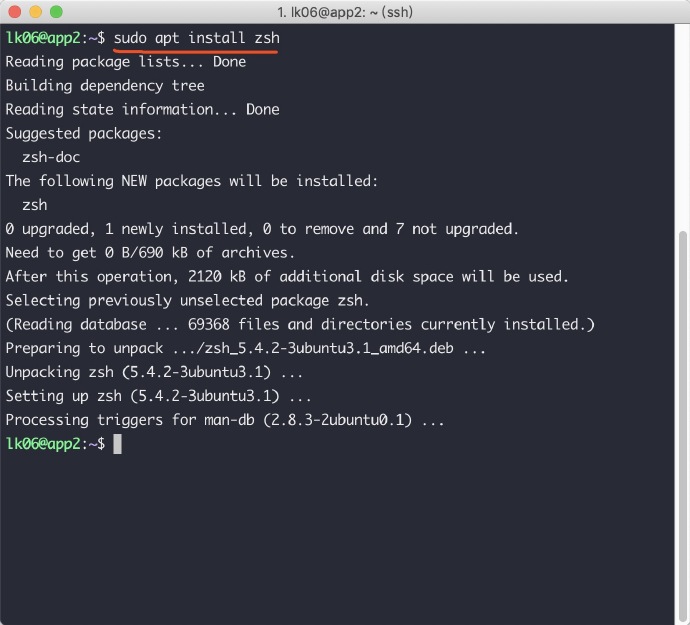 1. lk06@app2: ~ (ssh)
lk06@app2:~$ sudo apt install zsh
Reading package lists... Done
Building dependency tree
Reading state information... Done
Suggested packages:
  zsh-doc
The following NEW packages will be installed:
  zsh
0 upgraded, 1 newly installed, 0 to remove and 7 not upgraded.
Need to get 0 B/690 kB of archives.
After this operation, 2120 kB of additional disk space will be used.
Selecting previously unselected package zsh.
(Reading database ... 69368 files and directories currently installed.)
Preparing to unpack .../zsh_5.4.2-3ubuntu3.1_amd64.deb ...
Unpacking zsh (5.4.2-3ubuntu3.1) ...
Setting up zsh (5.4.2-3ubuntu3.1) ...
Processing triggers for man-db (2.8.3-2ubuntu0.1) ...
lk06@app2:~$